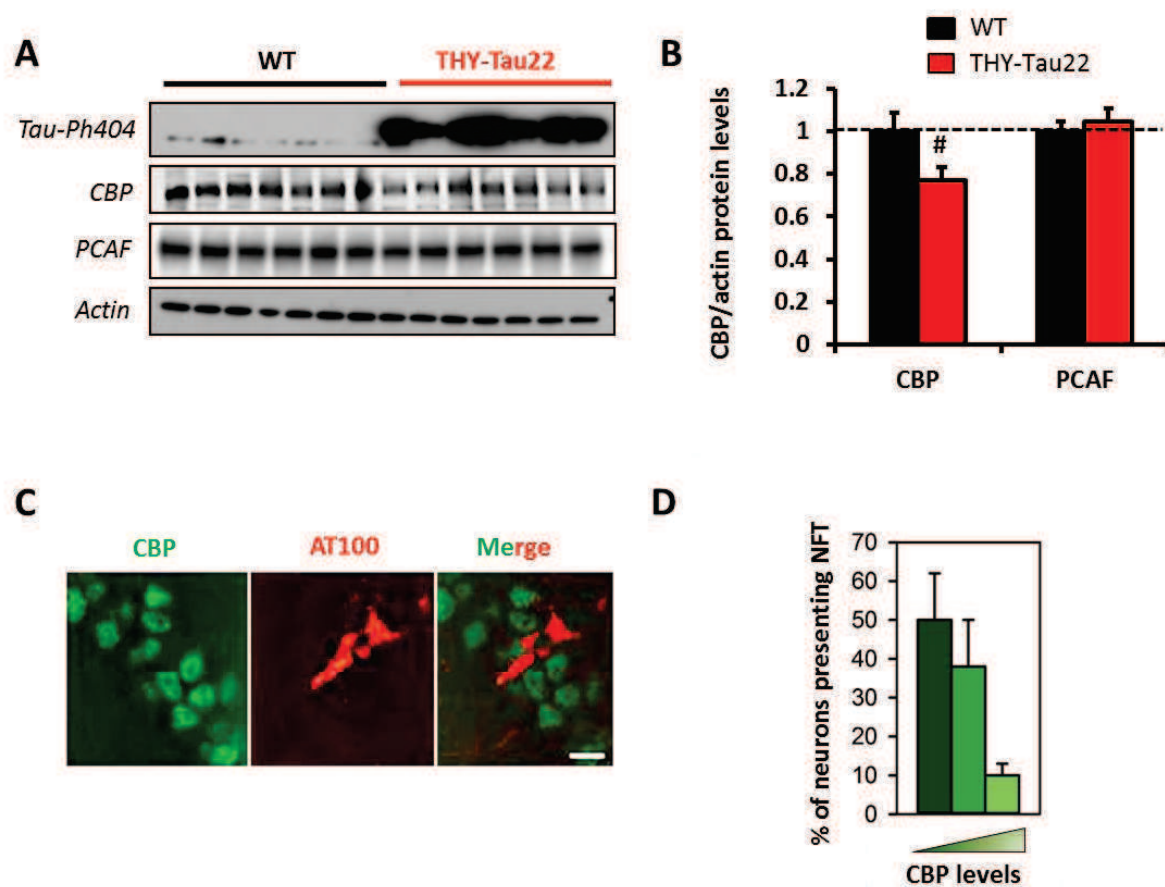 A
WT
THY-Tau22
Tau-Ph404
CBP
PCAF
Actin
B
WT
THY-Tau22
CBP/actin protein levels
1.2
1
0.8
0.6
0.4
0.2
0
#
CBP
PCAF
C
CBP
AT100
Merge
D
% of neurons presenting NFT
70
60
50
40
30
20
10
0
CBP levels